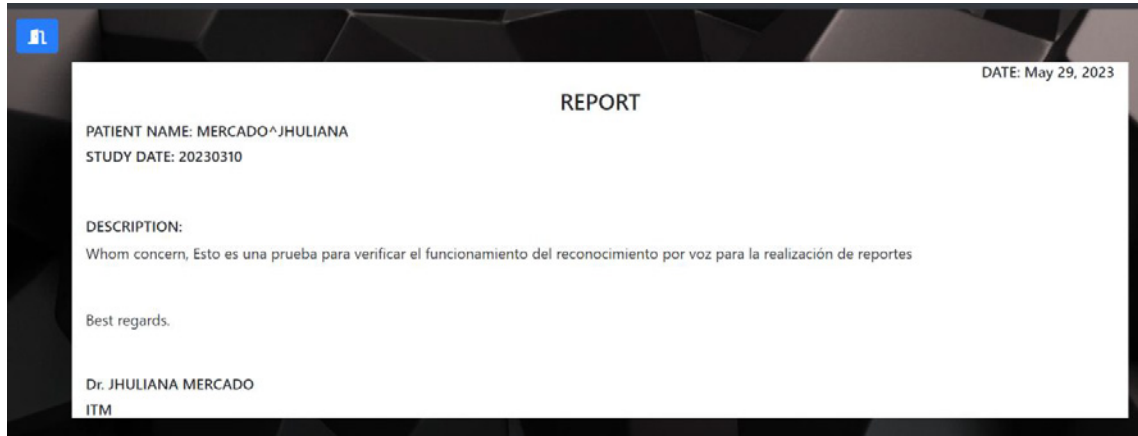 DATE: May 29, 2023
REPORT
PATIENT NAME: MERCADO^JHULIANA
STUDY DATE: 20230310
DESCRIPTION:
Whom concern, Esto es una prueba para verificar el funcionamiento del reconocimiento por voz para la realización de reportes
Best regards.
Dr. JHULIANA MERCADO
ITM